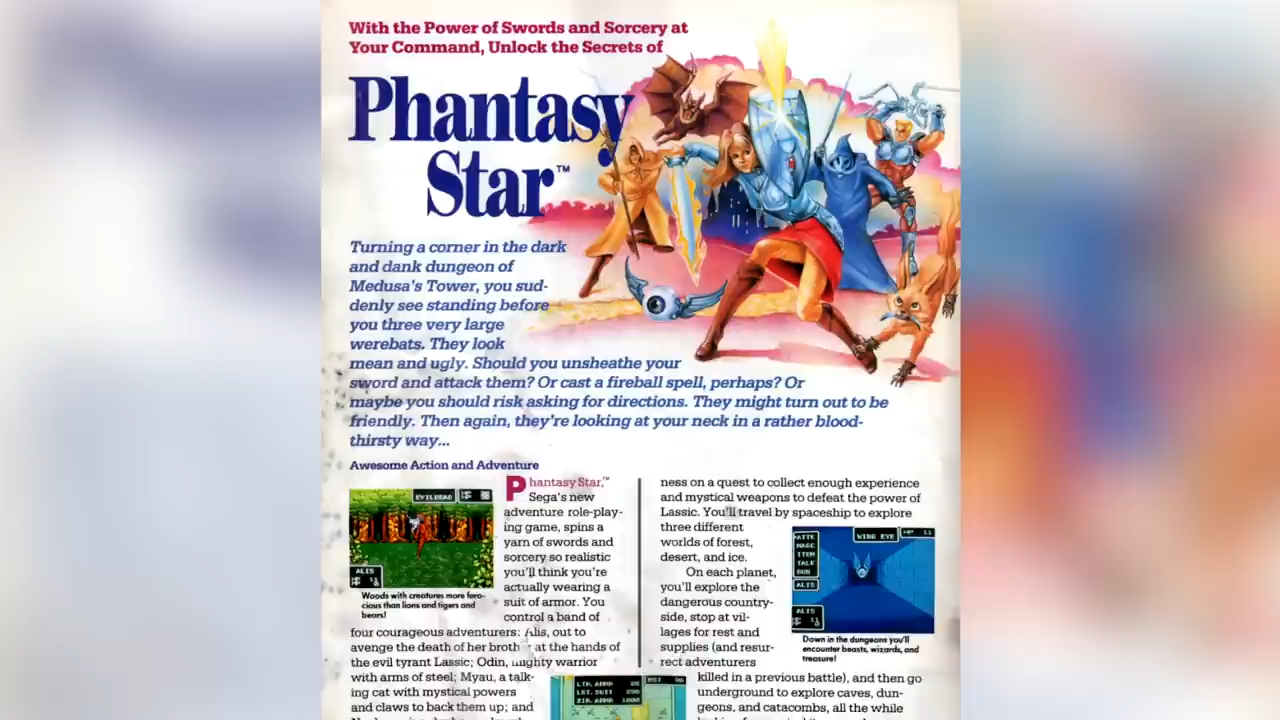 With the Power of Swords and Sorcery at
Your Command, Unlock the Secrets of
Phantasy
Star™
Turning a corner in the dark
and dank dungeon of
Medusa's Tower, you sud-
denly see standing before
you three very large
werebats. They look
mean and ugly. Should you unsheathe your
sword and attack them? Or cast a fireball spell, perhaps? Or
maybe you should risk asking for directions. They might turn out to be
friendly. Then again, they're looking at your neck in a rather blood-
thirsty way...
Awesome Action and Adventure
EVILDEAD
ALIS
Woods with creatures more fero-
cious than lions and tigers and
bears!
Phantasy Star,™
Sega's new
adventure role-play-
ing game, spins a
yarn of swords and
sorcery so realistic
you'll think you're
actually wearing a
suit of armor. You
control a band of
four courageous adventurers: Alis, out to
avenge the death of her broth at the hands of
the evil tyrant Lassic; Odin, mighty warrior
with arms of steel; Myau, a talk-
ing cat with mystical powers
and claws to back them up; and
ness on a quest to collect enough experience
and mystical weapons to defeat the power of
Lassic. You'll travel by spaceship to explore
three different
worlds of forest,
desert, and ice.
On each planet,
you'll explore the
dangerous country-
side, stop at vil-
lages for rest and
supplies (and resur-
rect adventurers
killed in a previous battle), and then go
underground to explore caves, dun-
geons, and catacombs, all the while
ATTK
MAGC
ITEM
TALK
RUN
ALIS
WING EYE
HP 11
ALIS
Down in the dungeons you'll
encounter beasts, wizards, and
treasure!
LTH.ARMR
LGT.SUIT
ZIR.ARMR
MST